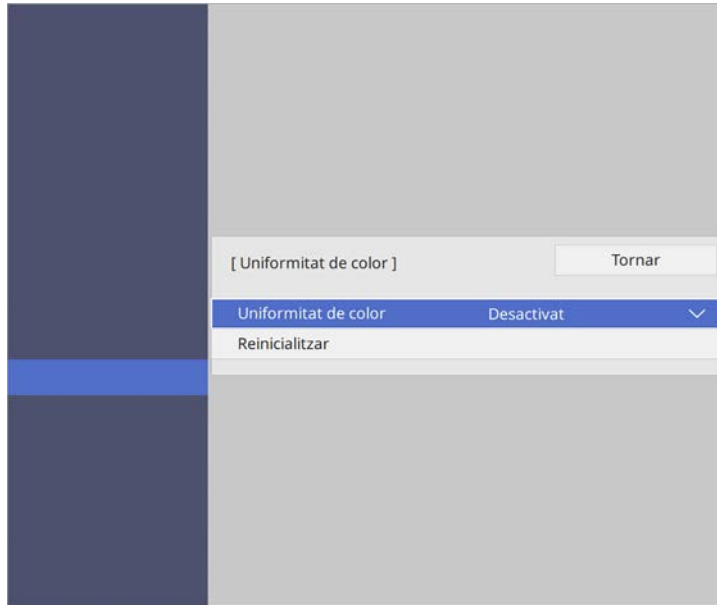 [ Uniformitat de color ]
Tornar
Uniformitat de color Desactivat
Reinicialitzar